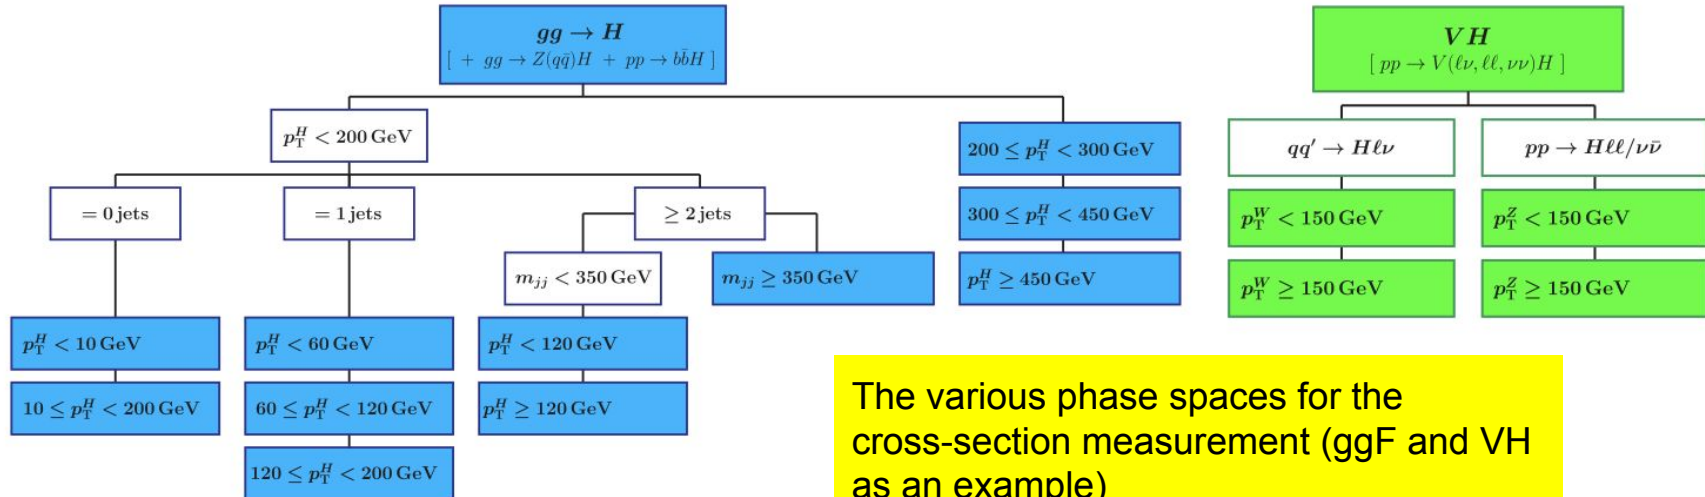 gg → H
[ + gg → Z(qq̄)H + pp → bb̄H ]
p_T^H < 200 GeV
= 0 jets
p_T^H < 10 GeV
10 ≤ p_T^H < 200 GeV
= 1 jets
p_T^H < 60 GeV
60 ≤ p_T^H < 120 GeV
120 ≤ p_T^H < 200 GeV
≥ 2 jets
m_jj < 350 GeV
p_T^H < 120 GeV
p_T^H ≥ 120 GeV
m_jj ≥ 350 GeV
200 ≤ p_T^H < 300 GeV
300 ≤ p_T^H < 450 GeV
p_T^H ≥ 450 GeV
VH
[ pp → V(ℓν, ℓℓ, νν)H ]
qq′ → Hℓν
p_T^W < 150 GeV
p_T^W ≥ 150 GeV
pp → Hℓℓ/νν̄
p_T^Z < 150 GeV
p_T^Z ≥ 150 GeV
The various phase spaces for the
cross-section measurement (ggF and VH
as an example)